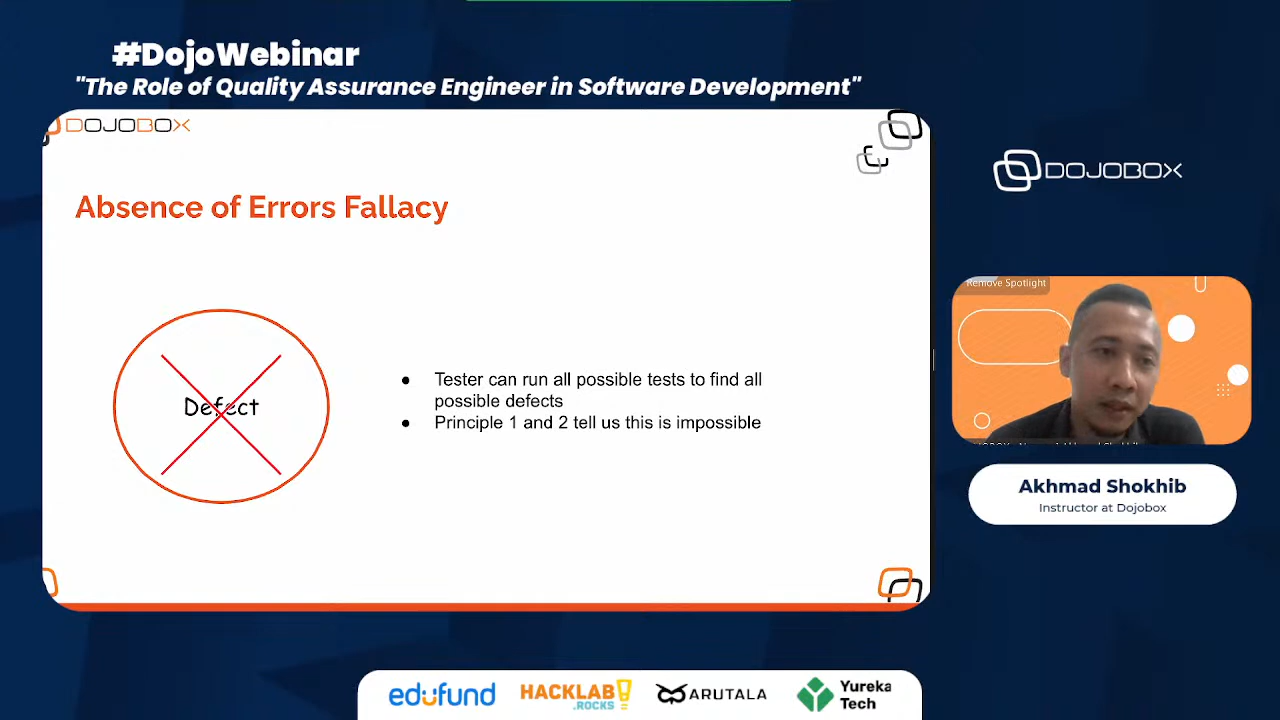 #DojoWebinar
"The Role of Quality Assurance Engineer in Software Development"
DOJOBOX
DOJOBOX
Absence of Errors Fallacy
Remove Spotlight
Defect
● Tester can run all possible tests to find all
possible defects
● Principle 1 and 2 tell us this is impossible
Akhmad Shokhib
Instructor at Dojobox
edufund
HACKLAB!
.ROCKS
ARUTALA
Yureka
Tech